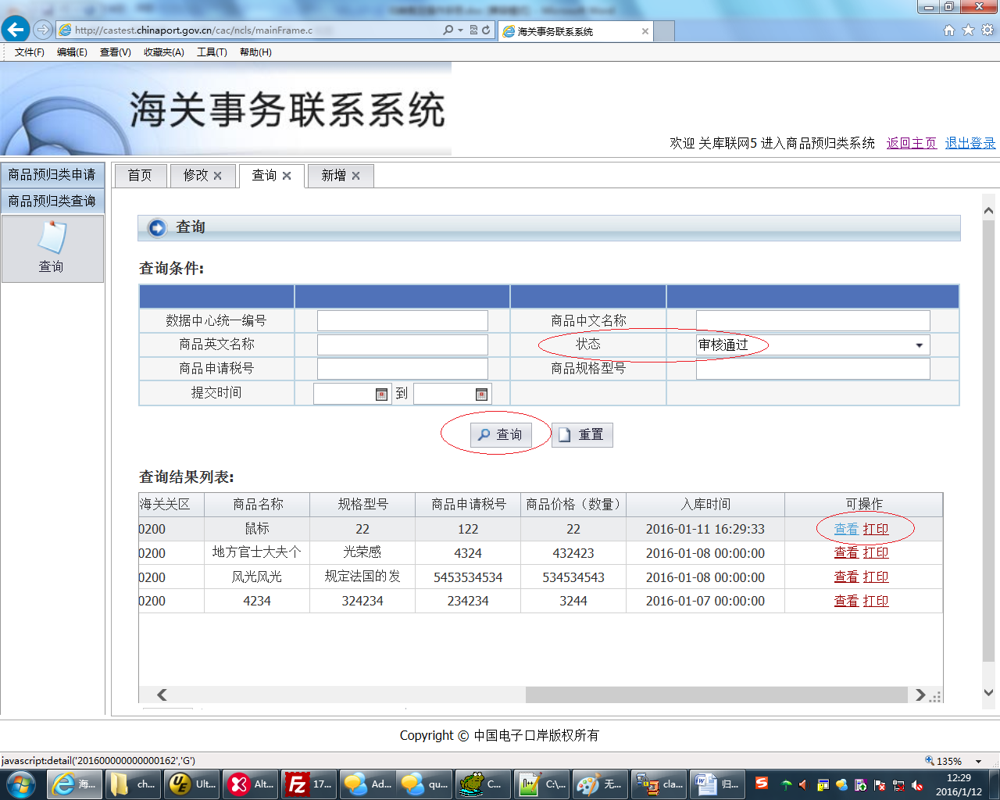 http://castest.chinaport.gov.cn/cac/ncls/mainFrame.c
海关事务联系系统
文件(F) 编辑(E) 查看(V) 收藏夹(A) 工具(T) 帮助(H)
海关事务联系系统
欢迎 关库联网5 进入商品预归类系统 返回主页 退出登录
商品预归类申请
商品预归类查询
查询
首页 修改 查询 新增
查询
查询条件:
数据中心统一编号 商品中文名称
商品英文名称 状态 审核通过
商品申请税号 商品规格型号
提交时间 到
查询 重置
查询结果列表:
海关关区 商品名称 规格型号 商品申请税号 商品价格（数量） 入库时间 可操作
0200 鼠标 22 122 22 2016-01-11 16:29:33 查看 打印
0200 地方官士大夫个 光荣感 4324 432423 2016-01-08 00:00:00 查看 打印
0200 风光风光 规定法国的发 5453534534 534534543 2016-01-08 00:00:00 查看 打印
0200 4234 324234 234234 3244 2016-01-07 00:00:00 查看 打印
Copyright © 中国电子口岸版权所有
javascript:detail('201600000000000162','G') 135%
海... ch... Ult... Alt... 17... Ad... qu... C... C:\... 无... cla... 归...
12:29
2016/1/12